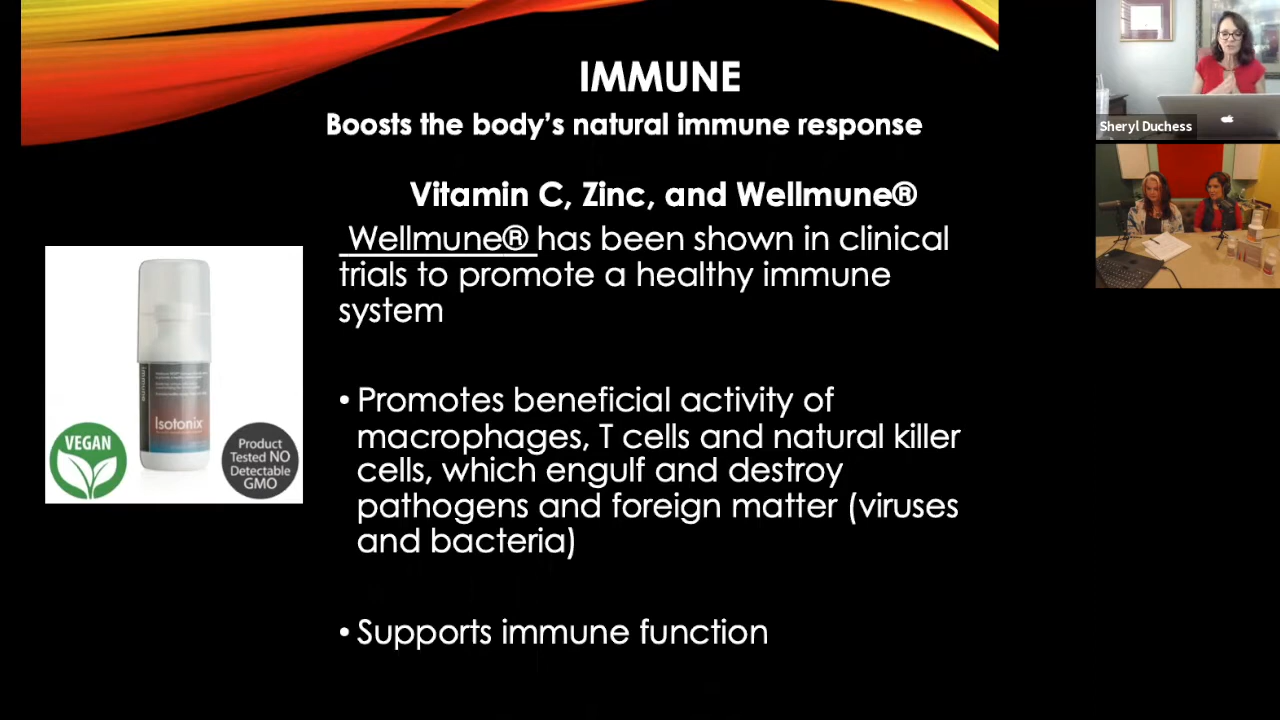 IMMUNE
Boosts the body's natural immune response
Vitamin C, Zinc, and Wellmune®
Wellmune® has been shown in clinical
trials to promote a healthy immune
system
• Promotes beneficial activity of
macrophages, T cells and natural killer
cells, which engulf and destroy
pathogens and foreign matter (viruses
and bacteria)
• Supports immune function
immune
Isotonix
VEGAN
Product
Tested NO
Detectable
GMO
Sheryl Duchess